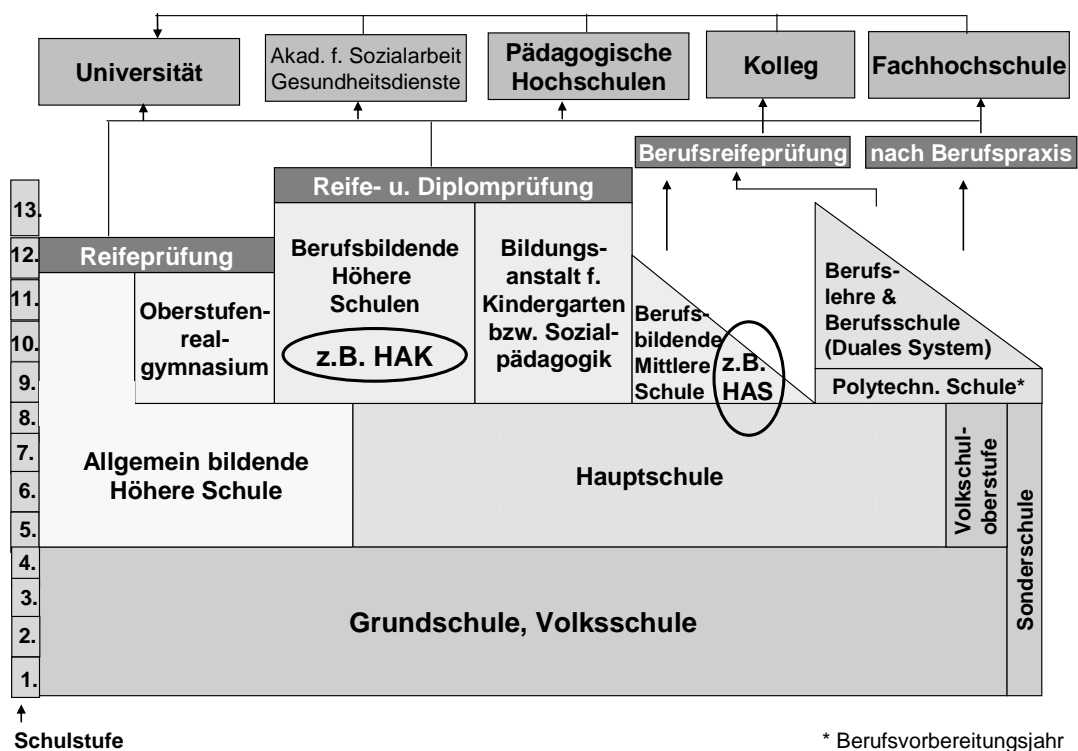 Universität
Akad. f. Sozialarbeit
Gesundheitsdienste
Pädagogische
Hochschulen
Kolleg
Fachhochschule
Berufsreifeprüfung
nach Berufspraxis
Reife- u. Diplomprüfung
13.
12.
11.
10.
9.
8.
7.
6.
5.
4.
3.
2.
1.
Reifeprüfung
Oberstufen-
real-
gymnasium
Berufsbildende
Höhere
Schulen
z.B. HAK
Bildungs-
anstalt f.
Kindergarten
bzw. Sozial-
pädagogik
Berufs-
bildende
Mittlere
Schule
z.B.
HAS
Berufs-
lehre &
Berufsschule
(Duales System)
Polytechn. Schule*
Allgemein bildende
Höhere Schule
Hauptschule
Volkschul-
oberstufe
Sonderschule
Grundschule, Volksschule
Schulstufe
* Berufsvorbereitungsjahr